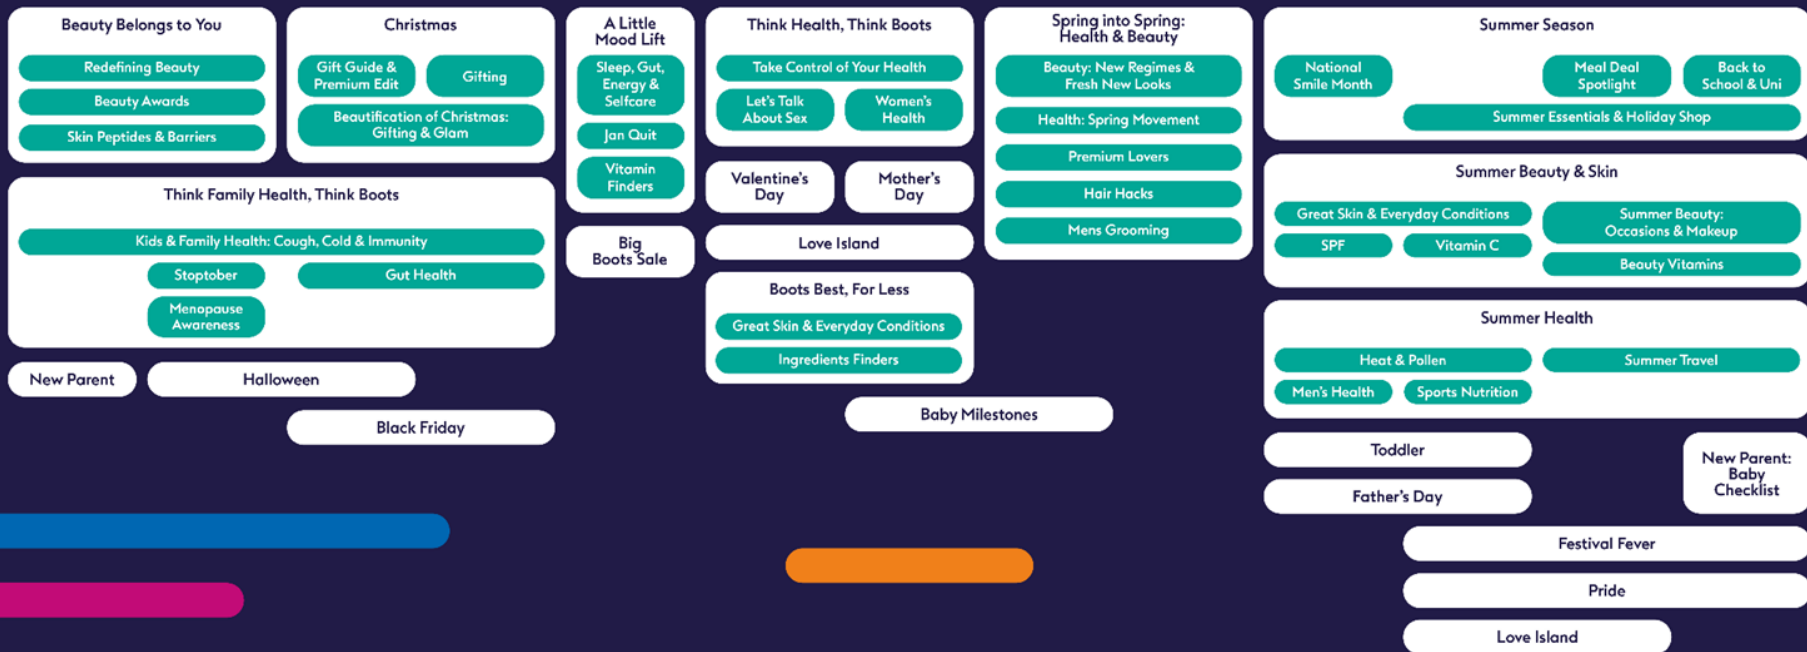 Beauty Belongs to You
Redefining Beauty
Beauty Awards
Skin Peptides & Barriers
Christmas
Gift Guide &
Premium Edit
Gifting
Beautification of Christmas:
Gifting & Glam
Think Family Health, Think Boots
Kids & Family Health: Cough, Cold & Immunity
Stoptober
Gut Health
Menopause
Awareness
New Parent
Halloween
Black Friday
A Little
Mood Lift
Sleep, Gut,
Energy &
Selfcare
Jan Quit
Vitamin
Finders
Big
Boots Sale
Think Health, Think Boots
Take Control of Your Health
Let's Talk
About Sex
Women's
Health
Valentine's
Day
Mother's
Day
Love Island
Boots Best, For Less
Great Skin & Everyday Conditions
Ingredients Finders
Baby Milestones
Spring into Spring:
Health & Beauty
Beauty: New Regimes &
Fresh New Looks
Health: Spring Movement
Premium Lovers
Hair Hacks
Mens Grooming
Summer Season
National
Smile Month
Meal Deal
Spotlight
Back to
School & Uni
Summer Essentials & Holiday Shop
Summer Beauty & Skin
Great Skin & Everyday Conditions
SPF
Vitamin C
Summer Beauty:
Occasions & Makeup
Beauty Vitamins
Summer Health
Heat & Pollen
Summer Travel
Men's Health
Sports Nutrition
Toddler
Father's Day
New Parent:
Baby
Checklist
Festival Fever
Pride
Love Island